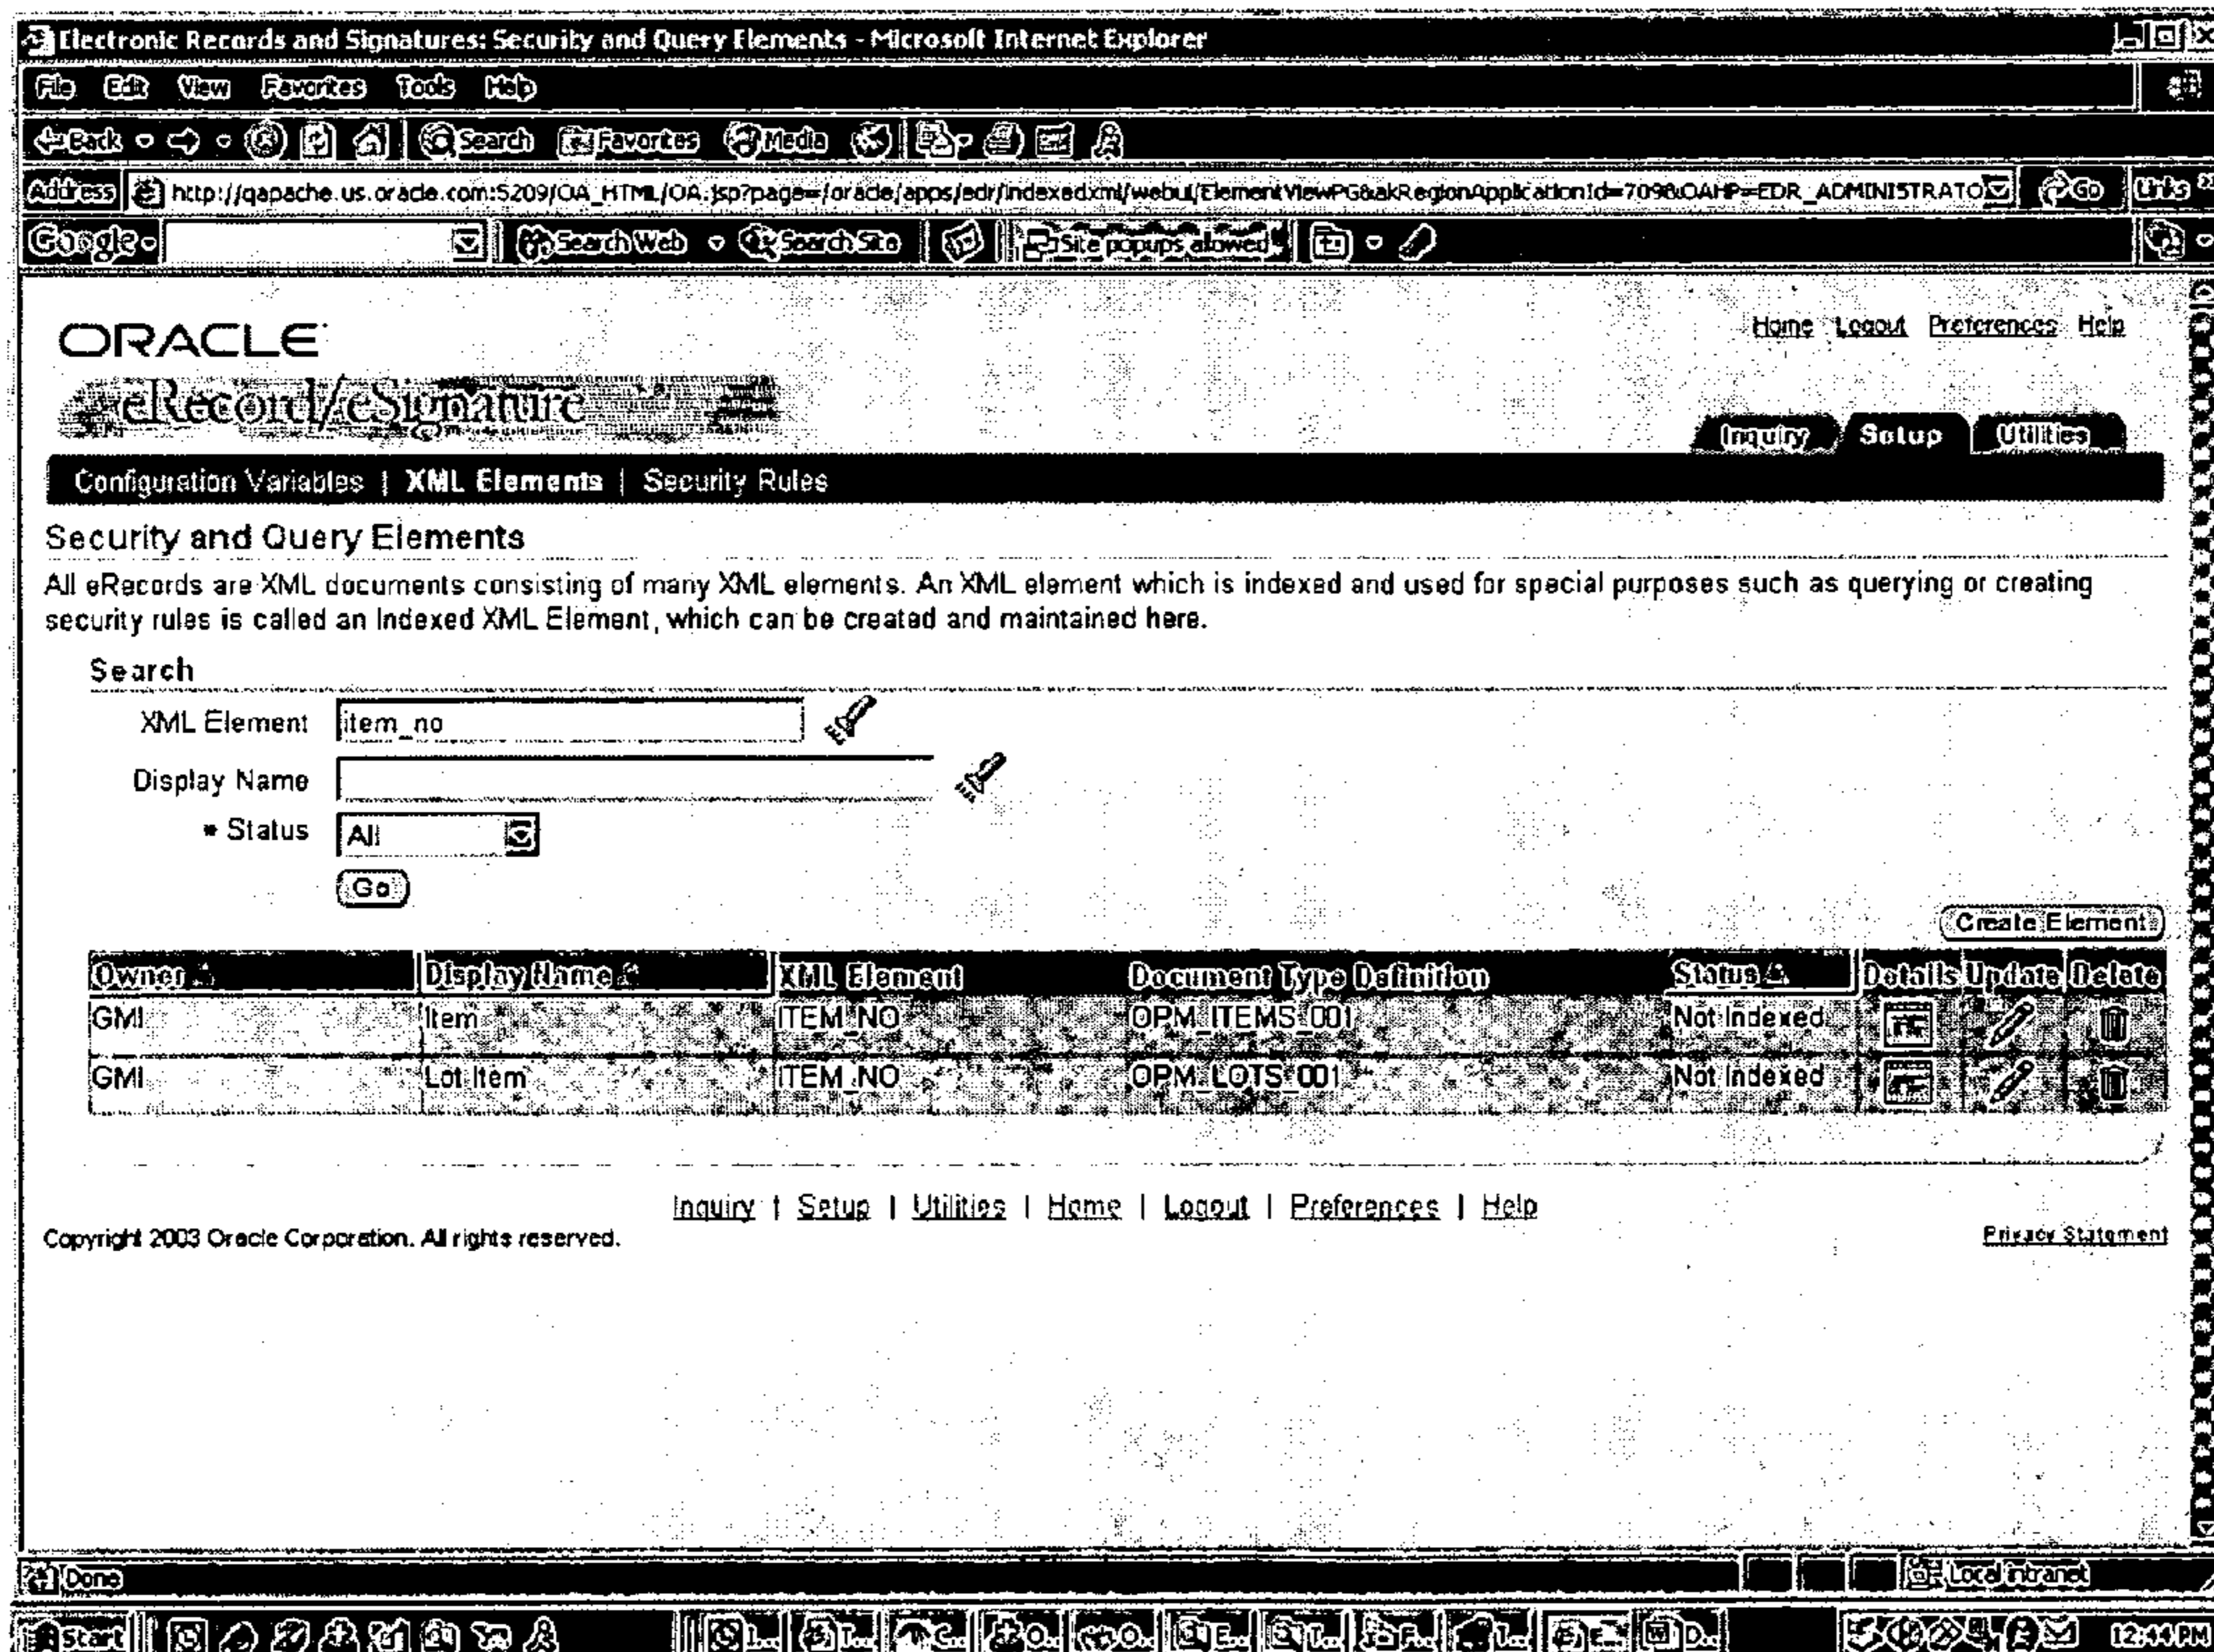 Electronic Records and Signatures: Security and Query Elements - Microsoft Internet Explorer
File Edit View Favorites Tools Help
Back Search Favorites Media
Address http://qapache.us.oracle.com:5209/OA_HTML/OA.jsp?page=/oracle/apps/edr/indexedxml/webui/ElementViewPG&akRegionApplicationId=709&OAHP=EDR_ADMINISTRATO Go Links »
Google Search Web Search Site Site popups allowed
ORACLE
Home Logout Preferences Help
eRecord/eSignature
Inquiry Setup Utilities
Configuration Variables | XML Elements | Security Rules
Security and Query Elements
All eRecords are XML documents consisting of many XML elements. An XML element which is indexed and used for special purposes such as querying or creating
security rules is called an Indexed XML Element, which can be created and maintained here.
Search
XML Element item_no
Display Name
* Status All
Go
Create Element
Owner Display Name XML Element Document Type Definition Status Details Update Delete
GMI Item ITEM_NO OPM_ITEMS_001 Not Indexed
GMI Lot Item ITEM_NO OPM_LOTS_001 Not Indexed
Inquiry | Setup | Utilities | Home | Logout | Preferences | Help
Copyright 2003 Oracle Corporation. All rights reserved. Privacy Statement
Done Local intranet
Start 12:44 PM